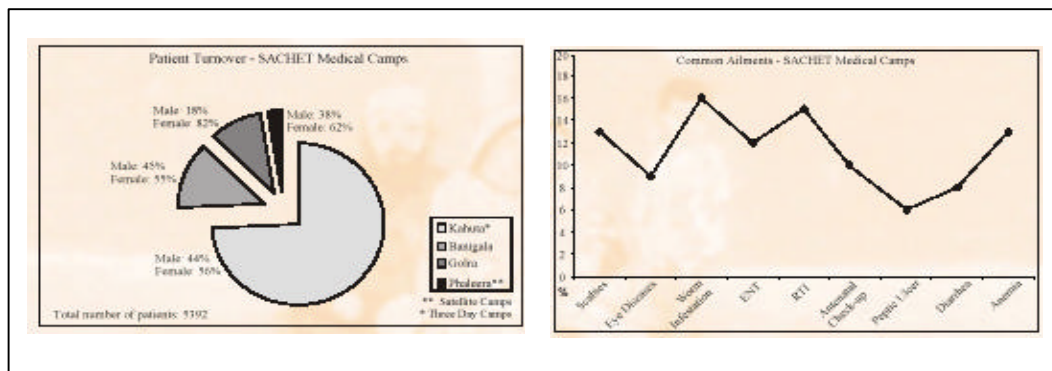 Patient Turnover - SACHET Medical Camps
Male: 18%
Female: 82%
Male: 38%
Female: 62%
Male: 45%
Female: 55%
Male: 44%
Female: 56%
Kahuta*
Banigala
Golra
Phaleera**
** Satellite Camps
* Three Day Camps
Total number of patients: 5392
Common Ailments - SACHET Medical Camps
20
18
16
14
12
10
8
6
4
2
0
%
Scabies
Eye Diseases
Worm
Infestation
ENT
RTI
Antenatal
Check-up
Peptic Ulcer
Diarrhea
Anemia